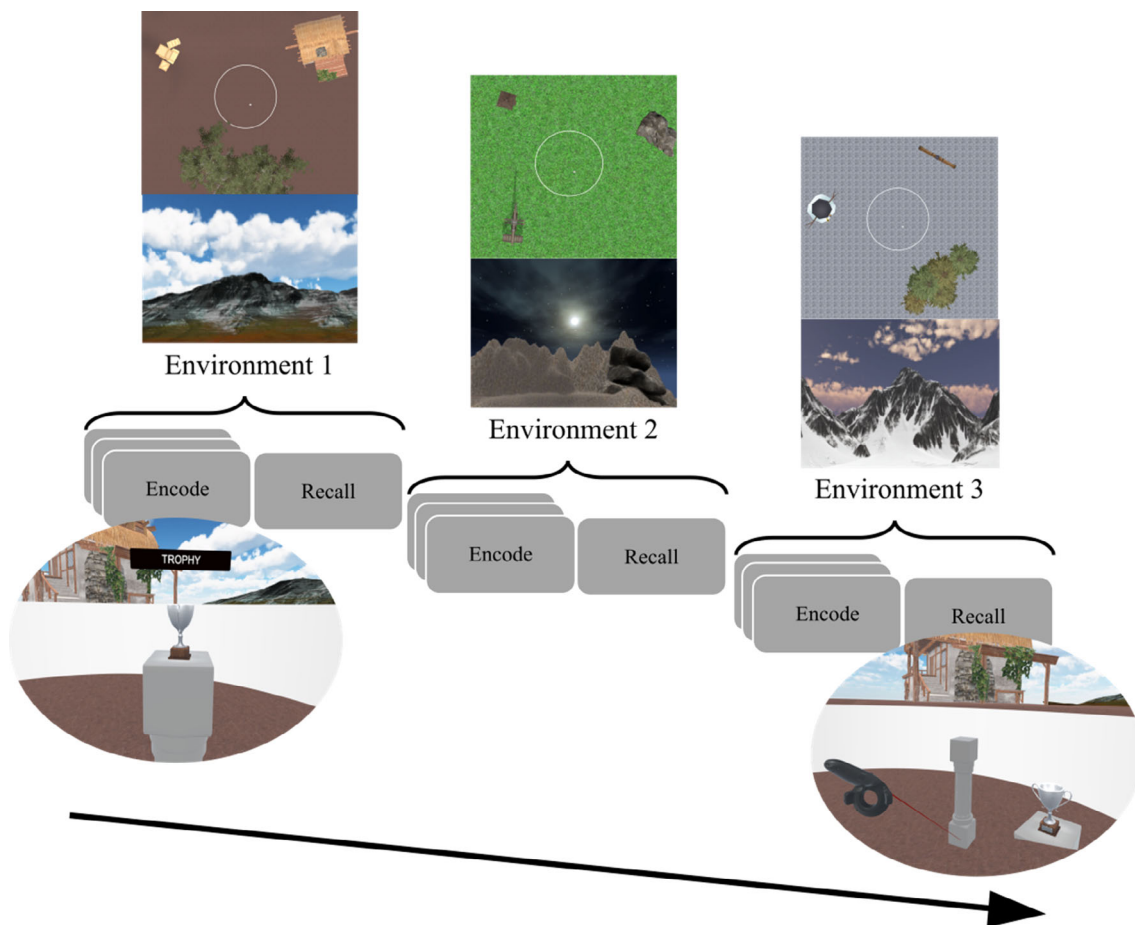 Environment 1
Environment 2
Environment 3
Encode
Recall
Encode
Recall
Encode
Recall
TROPHY